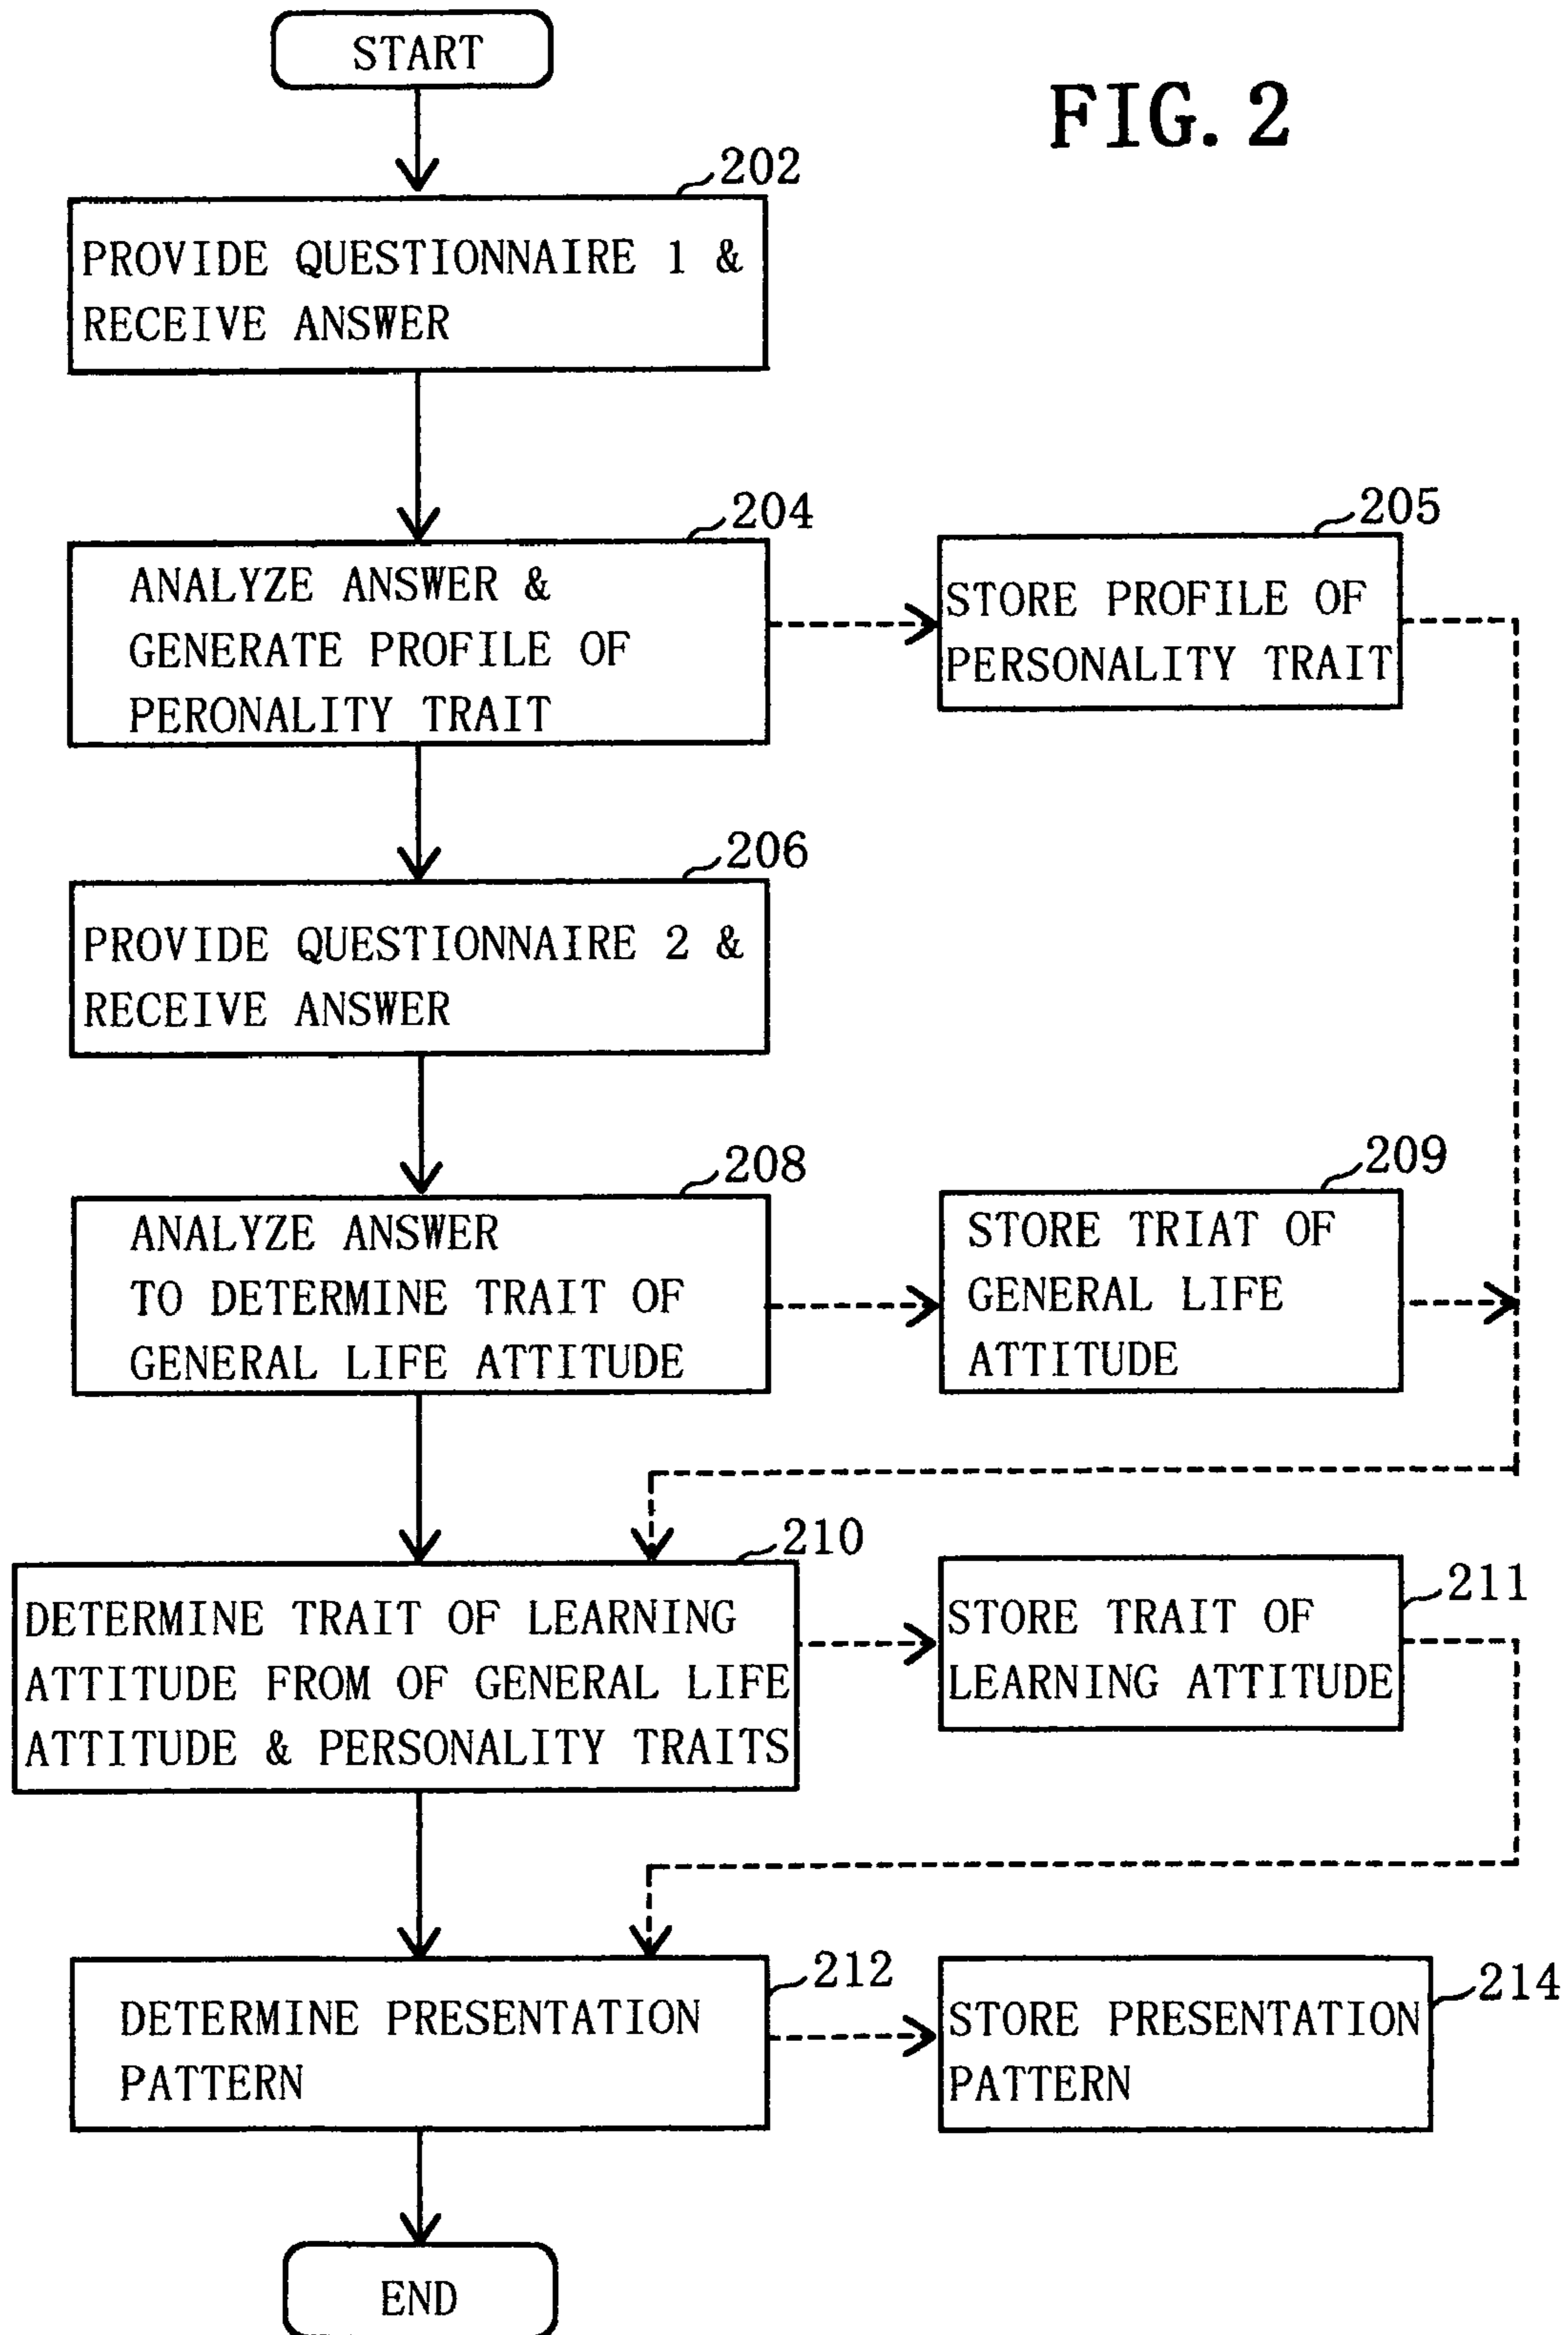 START
FIG. 2
202
PROVIDE QUESTIONNAIRE 1 &
RECEIVE ANSWER
204
ANALYZE ANSWER &
GENERATE PROFILE OF
PERONALITY TRAIT
205
STORE PROFILE OF
PERSONALITY TRAIT
206
PROVIDE QUESTIONNAIRE 2 &
RECEIVE ANSWER
208
ANALYZE ANSWER
TO DETERMINE TRAIT OF
GENERAL LIFE ATTITUDE
209
STORE TRIAT OF
GENERAL LIFE
ATTITUDE
210
DETERMINE TRAIT OF LEARNING
ATTITUDE FROM OF GENERAL LIFE
ATTITUDE & PERSONALITY TRAITS
211
STORE TRAIT OF
LEARNING ATTITUDE
212
DETERMINE PRESENTATION
PATTERN
214
STORE PRESENTATION
PATTERN
END